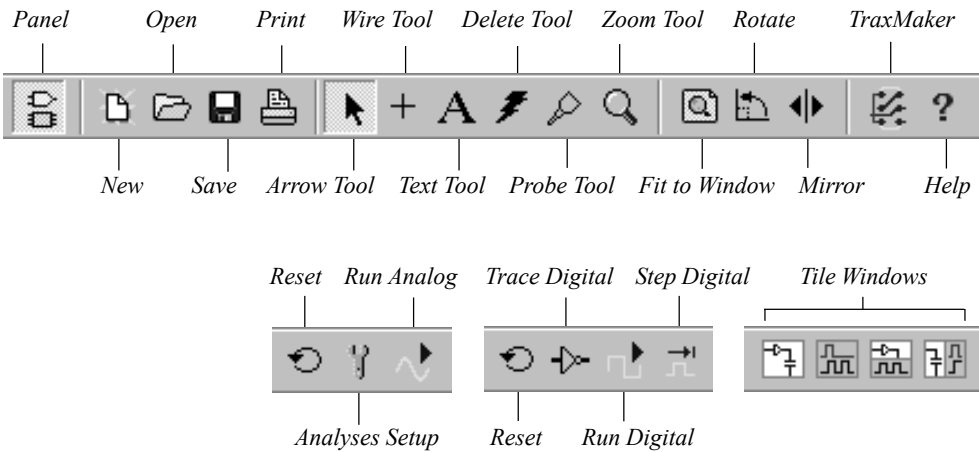 Panel Open Print Wire Tool Delete Tool Zoom Tool Rotate TraxMaker
A ?
New Save Arrow Tool Text Tool Probe Tool Fit to Window Mirror Help
Reset Run Analog Trace Digital Step Digital Tile Windows
Analyses Setup Reset Run Digital